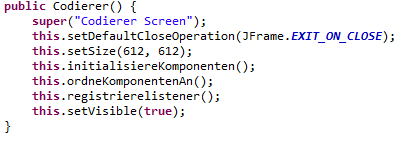 public Codierer() {
super("Codierer Screen");
this.setDefaultCloseOperation(JFrame.EXIT_ON_CLOSE);
this.setSize(612, 612);
this.initialisiereKomponenten();
this.ordneKomponentenAn();
this.registrierelistener();
this.setVisible(true);
}